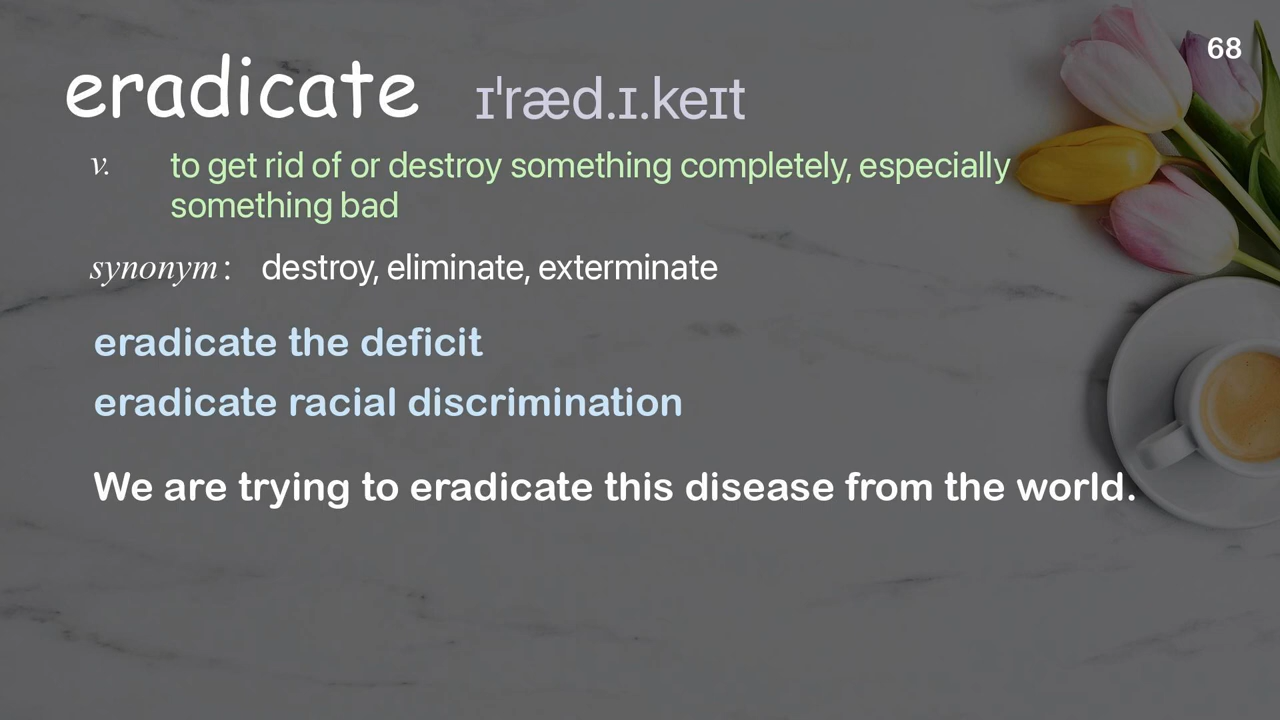 68
eradicate ɪˈræd.ɪ.keɪt
v. to get rid of or destroy something completely, especially
something bad
synonym : destroy, eliminate, exterminate
eradicate the deficit
eradicate racial discrimination
We are trying to eradicate this disease from the world.